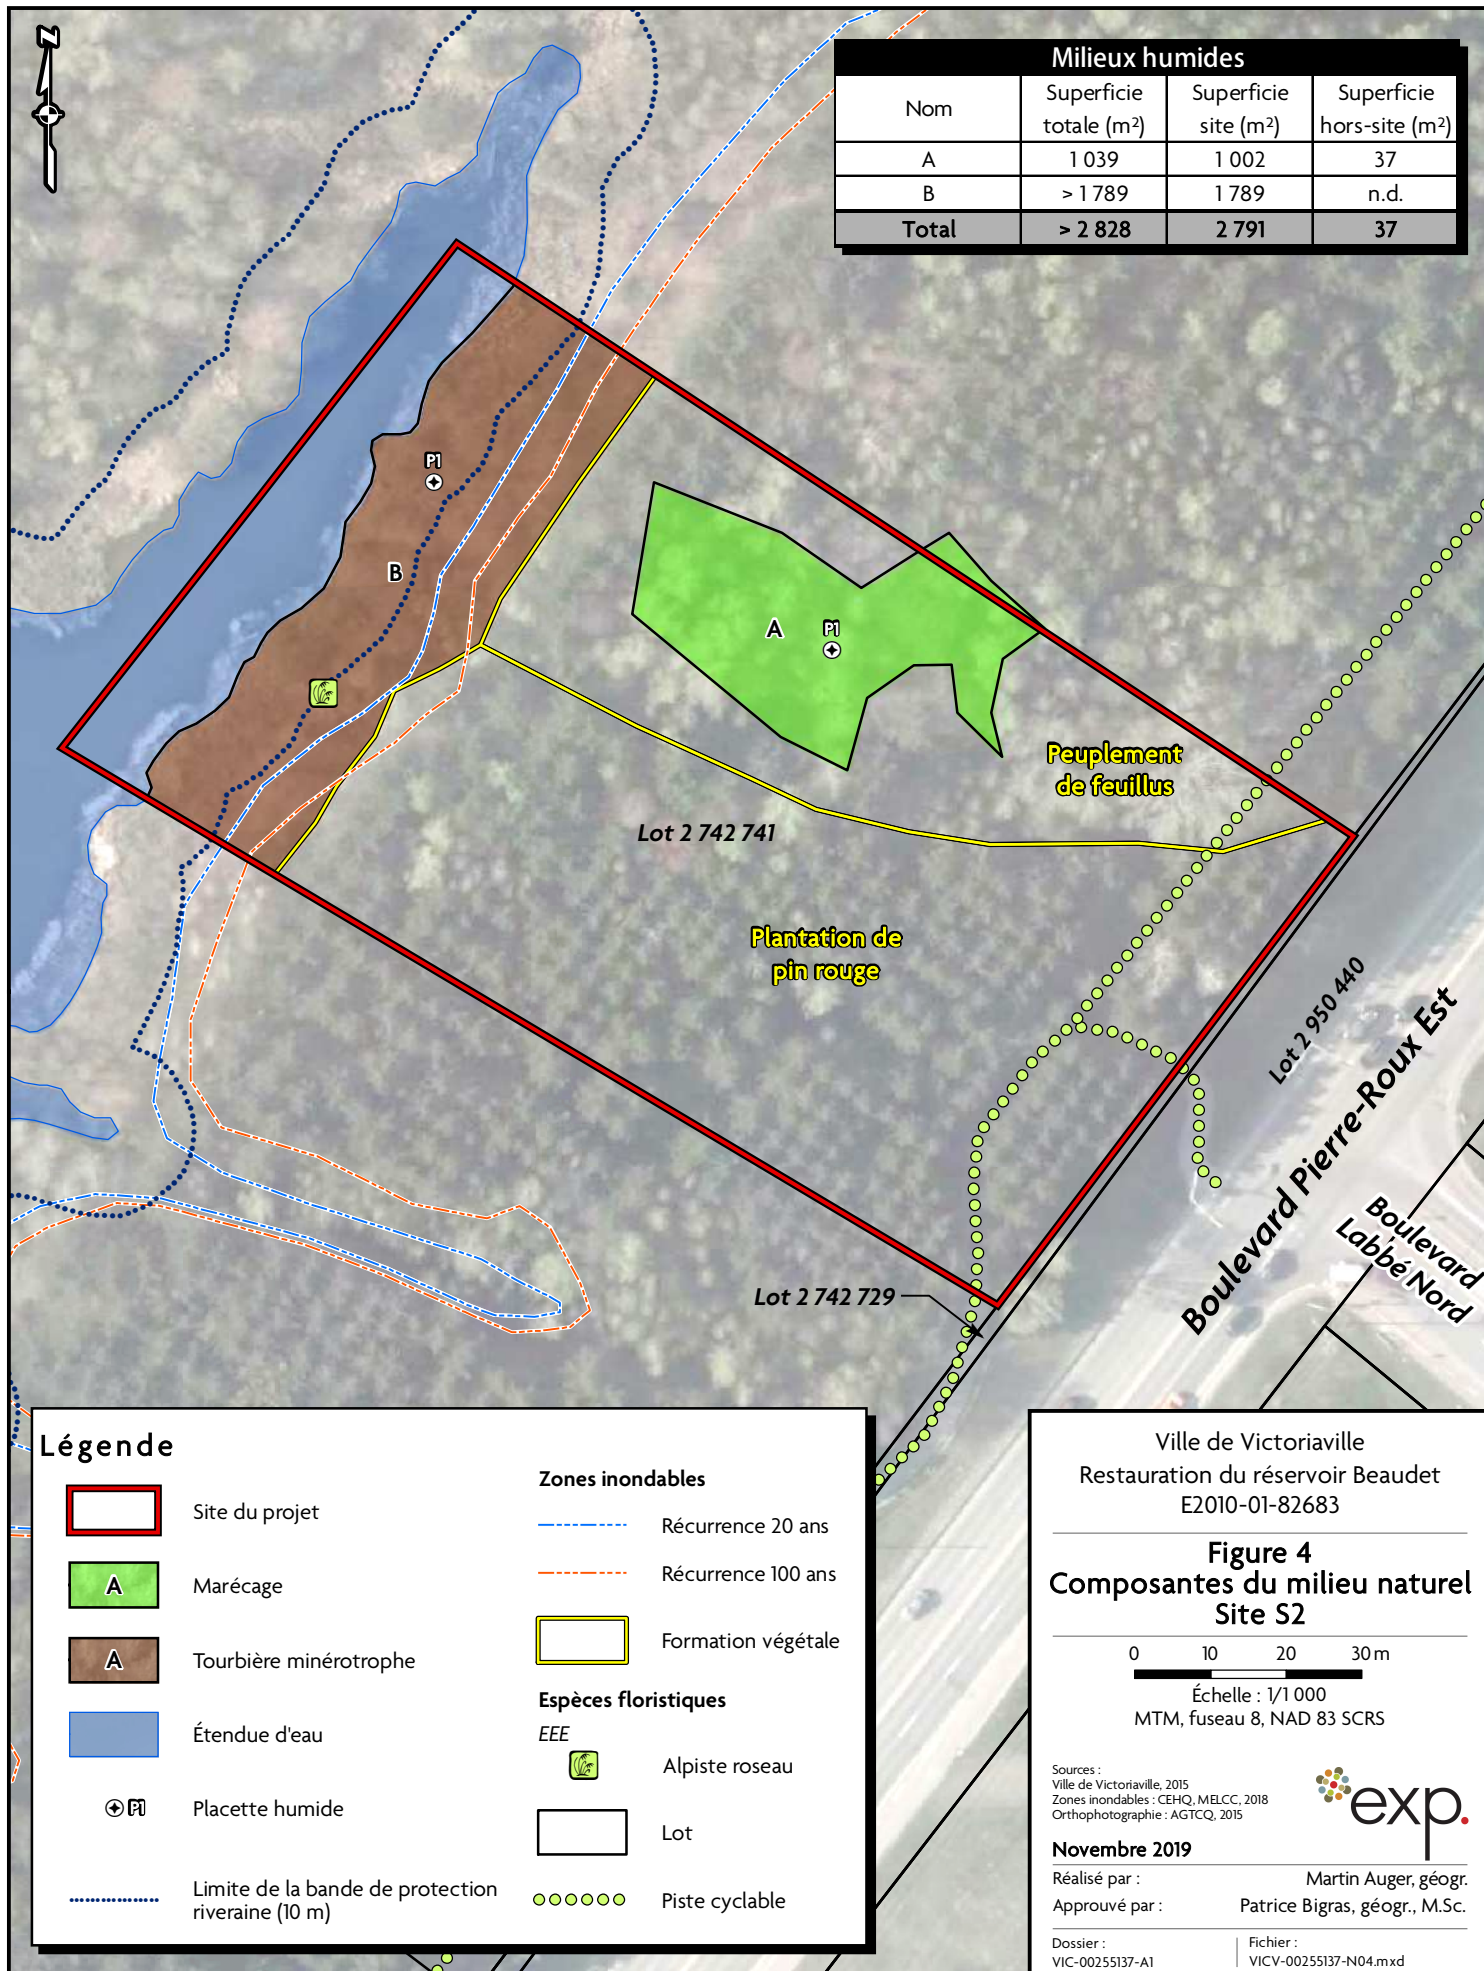 N
Milieux humides
Nom Superficie totale (m²) Superficie site (m²) Superficie hors-site (m²)
A 1 039 1 002 37
B > 1 789 1 789 n.d.
Total > 2 828 2 791 37
P1
B
A
P1
Peuplement
de feuillus
Lot 2 742 741
Plantation de
pin rouge
Lot 2 950 440
Boulevard Pierre-Roux Est
Boulevard
Labbé Nord
Lot 2 742 729
Légende
Site du projet
A Marécage
A Tourbière minérotrophe
Étendue d'eau
P1 Placette humide
Limite de la bande de protection
riveraine (10 m)
Zones inondables
Récurrence 20 ans
Récurrence 100 ans
Formation végétale
Espèces floristiques
EEE
Alpiste roseau
Lot
Piste cyclable
Ville de Victoriaville
Restauration du réservoir Beaudet
E2010-01-82683
Figure 4
Composantes du milieu naturel
Site S2
0 10 20 30 m
Échelle : 1/1 000
MTM, fuseau 8, NAD 83 SCRS
Sources :
Ville de Victoriaville, 2015
Zones inondables : CEHQ, MELCC, 2018
Orthophotographie : AGTCQ, 2015
exp.
Novembre 2019
Réalisé par : Martin Auger, géogr.
Approuvé par : Patrice Bigras, géogr., M.Sc.
Dossier :
VIC-00255137-A1
Fichier :
VICV-00255137-N04.mxd